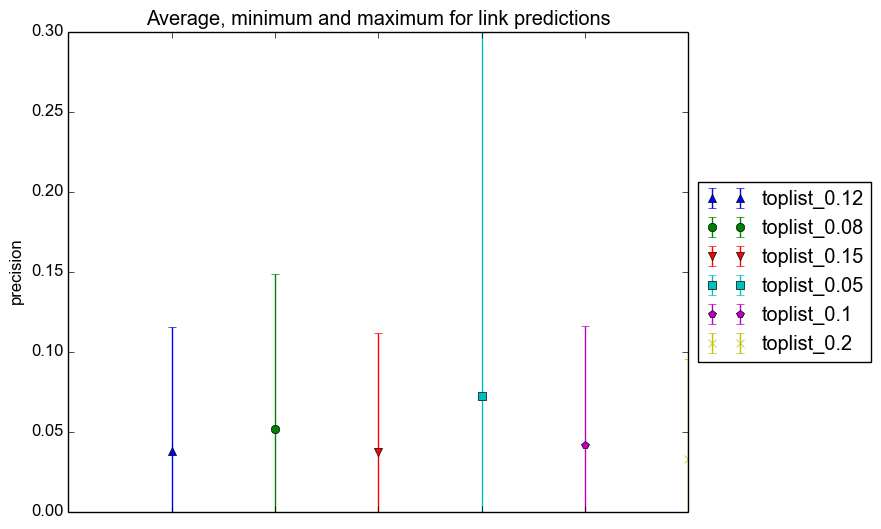 Average, minimum and maximum for link predictions
0.30
0.25
0.20
0.15
0.10
0.05
0.00
precision
toplist_0.12
toplist_0.08
toplist_0.15
toplist_0.05
toplist_0.1
toplist_0.2